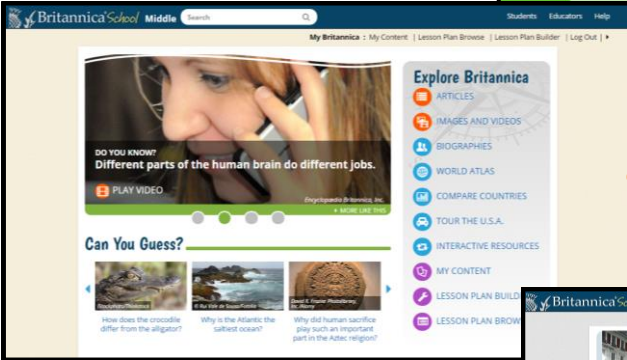 Britannica School Middle Search Students Educators Help
My Britannica : My Content | Lesson Plan Browse | Lesson Plan Builder | Log Out |
DO YOU KNOW?
Different parts of the human brain do different jobs.
PLAY VIDEO
Encyclopædia Britannica, Inc.
MORE LIKE THIS
Explore Britannica
ARTICLES
IMAGES AND VIDEOS
BIOGRAPHIES
WORLD ATLAS
COMPARE COUNTRIES
TOUR THE U.S.A.
INTERACTIVE RESOURCES
MY CONTENT
LESSON PLAN BUILD
LESSON PLAN BROW
Can You Guess?
How does the crocodile
differ from the alligator?
Why is the Atlantic the
saltiest ocean?
Why did human sacrifice
play such an important
part in the Aztec religion?
Britannica Sc